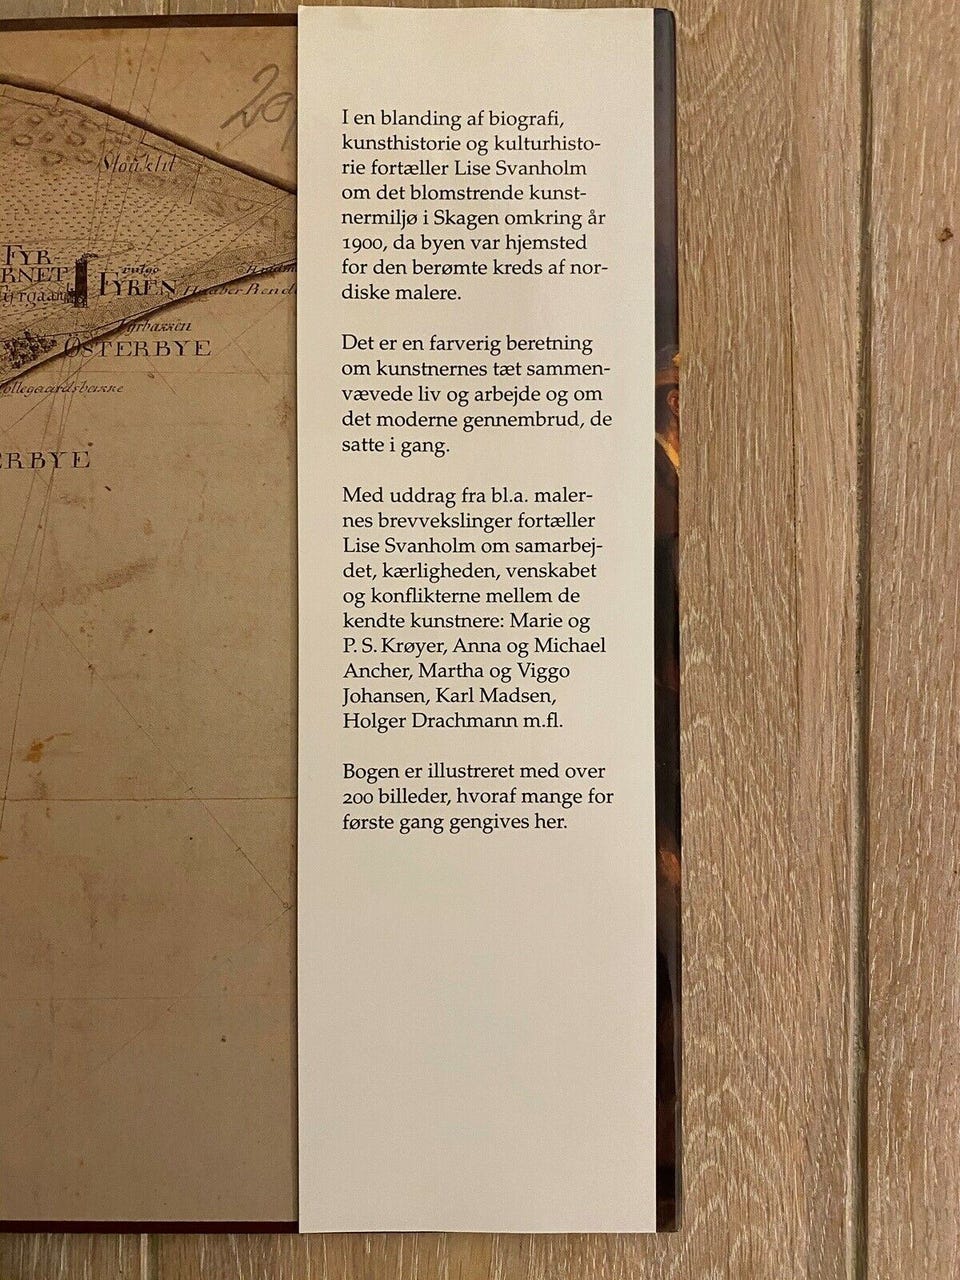 20
Slouklit
FYR-
RNET
vulgo
FYREN
Fyrbassen
ØSTERBYE
ERBYE
I en blanding af biografi,
kunsthistorie og kulturhisto-
rie fortæller Lise Svanholm
om det blomstrende kunst-
nermiljø i Skagen omkring år
1900, da byen var hjemsted
for den berømte kreds af nor-
diske malere.
Det er en farverig beretning
om kunstnernes tæt sammen-
vævede liv og arbejde og om
det moderne gennembrud, de
satte i gang.
Med uddrag fra bl.a. maler-
nes brevvekslinger fortæller
Lise Svanholm om samarbej-
det, kærligheden, venskabet
og konflikterne mellem de
kendte kunstnere: Marie og
P. S. Krøyer, Anna og Michael
Ancher, Martha og Viggo
Johansen, Karl Madsen,
Holger Drachmann m.fl.
Bogen er illustreret med over
200 billeder, hvoraf mange for
første gang gengives her.